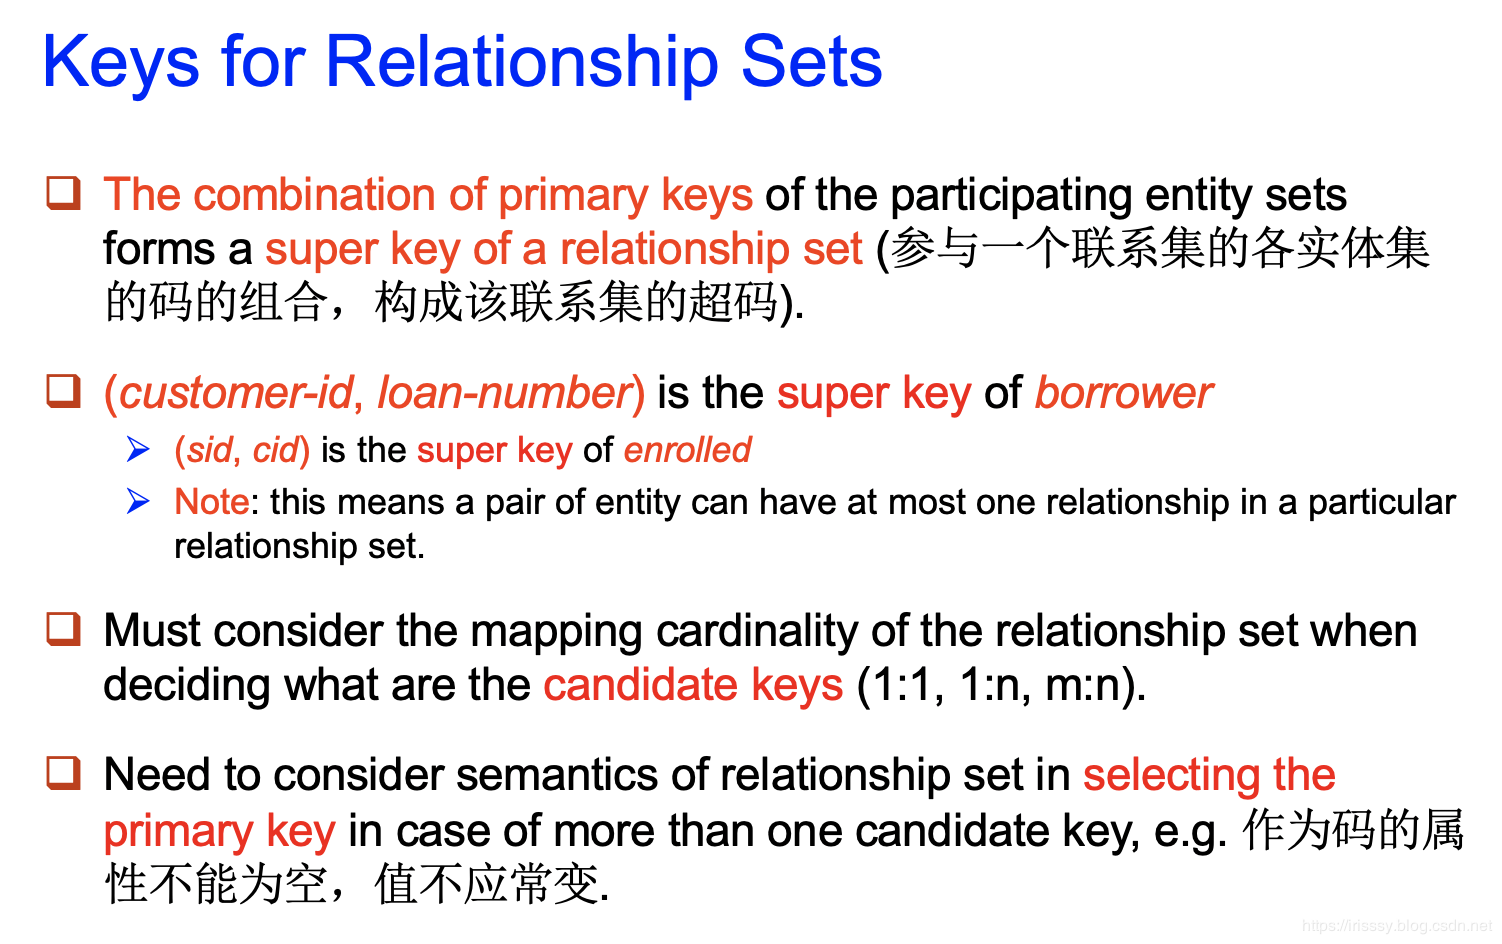 Keys for Relationship Sets
The combination of primary keys of the participating entity sets
forms a super key of a relationship set (参与一个联系集的各实体集
的码的组合，构成该联系集的超码).
(customer-id, loan-number) is the super key of borrower
(sid, cid) is the super key of enrolled
Note: this means a pair of entity can have at most one relationship in a particular
relationship set.
Must consider the mapping cardinality of the relationship set when
deciding what are the candidate keys (1:1, 1:n, m:n).
Need to consider semantics of relationship set in selecting the
primary key in case of more than one candidate key, e.g. 作为码的属
性不能为空，值不应常变.
https://irisssy.blog.csdn.net